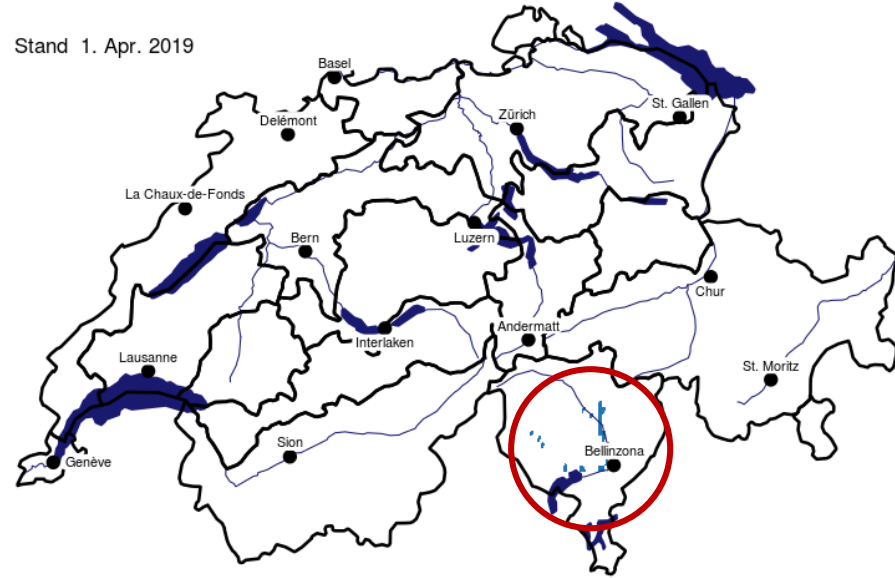 Stand 1. Apr. 2019
Basel
St. Gallen
Zürich
Delémont
La Chaux-de-Fonds
Bern
Luzern
Chur
Andermatt
Interlaken
Lausanne
St. Moritz
Sion
Bellinzona
Genève